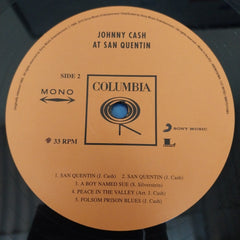 JOHNNY CASH
AT SAN QUENTIN
SIDE 2
MONO
COLUMBIA
SONY MUSIC
33 RPM
L
1. SAN QUENTIN (J. Cash) 2. SAN QUENTIN (J. Cash)
3. A BOY NAMED SUE (S. Silverstein)
4. PEACE IN THE VALLEY (Arr. J. Cash)
5. FOLSOM PRISON BLUES (J. Cash)